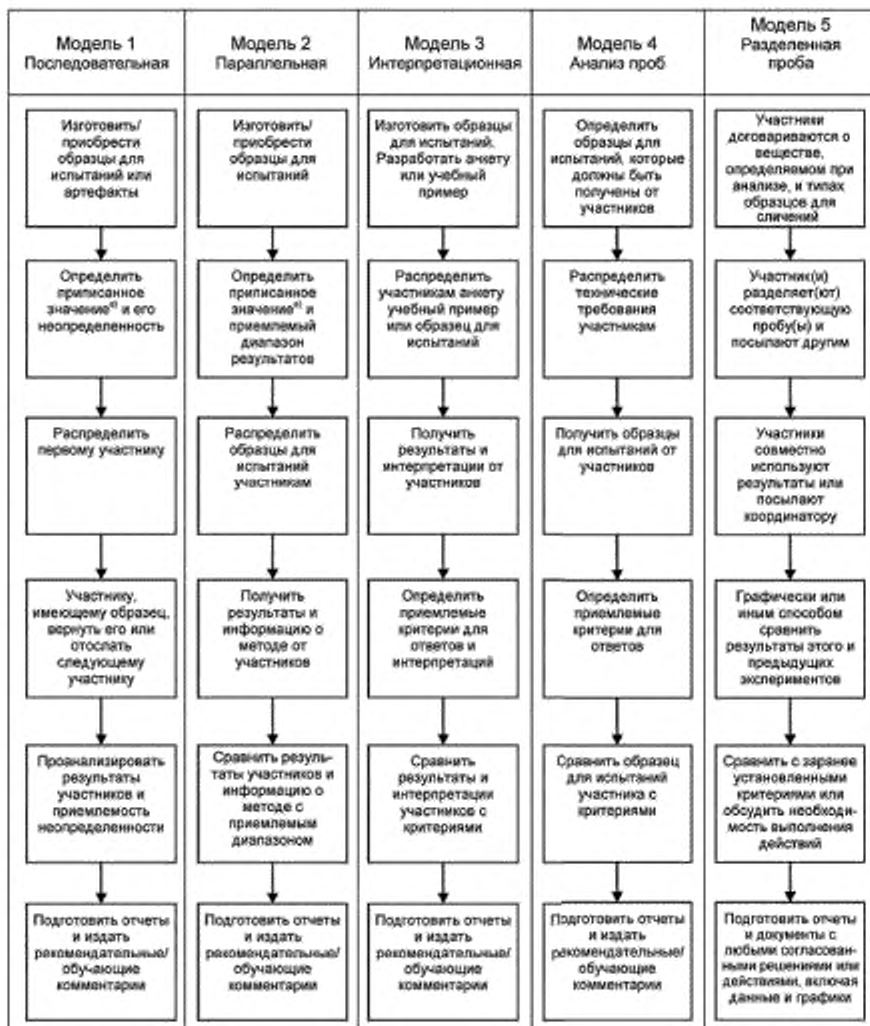 Модель 1
Последовательная
Изготовить/
приобрести
образцы для
испытаний или
артефакты
Определить
приписанное
значение а) и его
неопределенность
Распределить
первому участнику
Участнику,
имеющему образец,
вернуть его или
отослать
следующему
участнику
Проанализировать
результаты
участников и
приемлемость
неопределенности
Подготовить отчеты
и издать
рекомендательные/
обучающие
комментарии
Модель 2
Параллельная
Изготовить/
приобрести
образцы для
испытаний
Определить
приписанное
значение а) и
приемлемый
диапазон
результатов
Распределить
образцы для
испытаний
участникам
Получить
результаты и
информацию о
методе от
участников
Сравнить резуль-
таты участников и
информацию о
методе с
приемлемым
диапазоном
Подготовить отчеты
и издать
рекомендательные/
обучающие
комментарии
Модель 3
Интерпретационная
Изготовить образцы
для испытаний.
Разработать анкету
или учебный
пример
Распределить
участникам анкету
учебный пример
или образец для
испытаний
Получить
результаты и
интерпретации от
участников
Определить
приемлемые
критерии для
ответов и
интерпретаций
Сравнить
результаты и
интерпретации
участников с
критериями
Подготовить отчеты
и издать
рекомендательные/
обучающие
комментарии
Модель 4
Анализ проб
Определить
образцы для
испытаний, которые
должны быть
получены от
участников
Распределить
технические
требования
участникам
Получить образцы
для испытаний от
участников
Определить
приемлемые
критерии для
ответов
Сравнить образец
для испытаний
участника с
критериями
Подготовить отчеты
и издать
рекомендательные/
обучающие
комментарии
Модель 5
Разделенная
проба
Участники
договариваются о
веществе,
определяемом при
анализе, и типах
образцов для
сличений
Участник(и)
разделяет(ют)
соответствующую
пробу(ы) и
посылают другим
Участники
совместно
используют
результаты или
посылают
координатору
Графически или
иным способом
сравнить
результаты этого и
предыдущих
экспериментов
Сравнить с заранее
установленными
критериями или
обсудить необходи-
мость выполнения
действий
Подготовить отчеты
и документы с
любыми согласован-
ными решениями или
действиями, включая
данные и графики